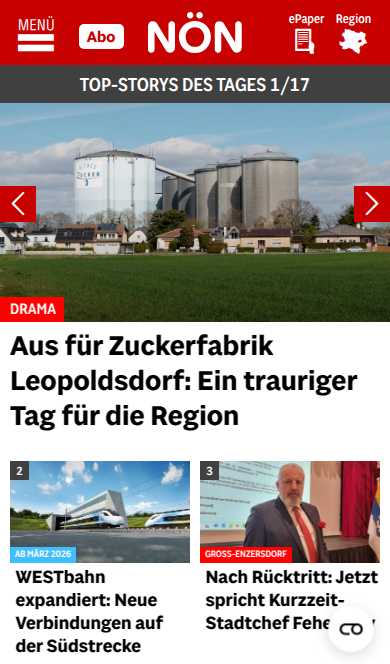 MENÜ
Abo
NÖN
ePaper
Region
TOP-STORYS DES TAGES 1/17
DRAMA
Aus für Zuckerfabrik
Leopoldsdorf: Ein trauriger
Tag für die Region
2
AB MÄRZ 2026
WESTbahn
expandiert: Neue
Verbindungen auf
der Südstrecke
3
GROSS-ENZERSDORF
Nach Rücktritt: Jetzt
spricht Kurzzeit-
Stadtchef